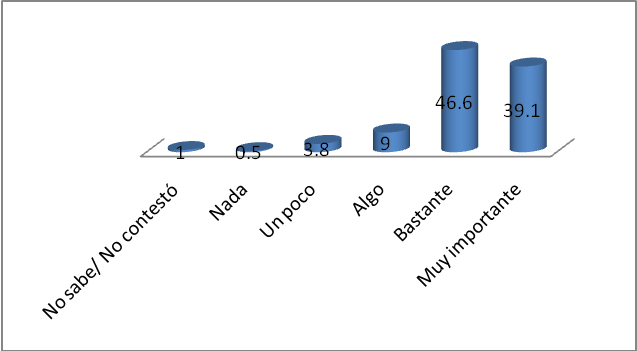 1
0.5
3.8
9
46.6
39.1
No sabe/ No contestó
Nada
Un poco
Algo
Bastante
Muy importante